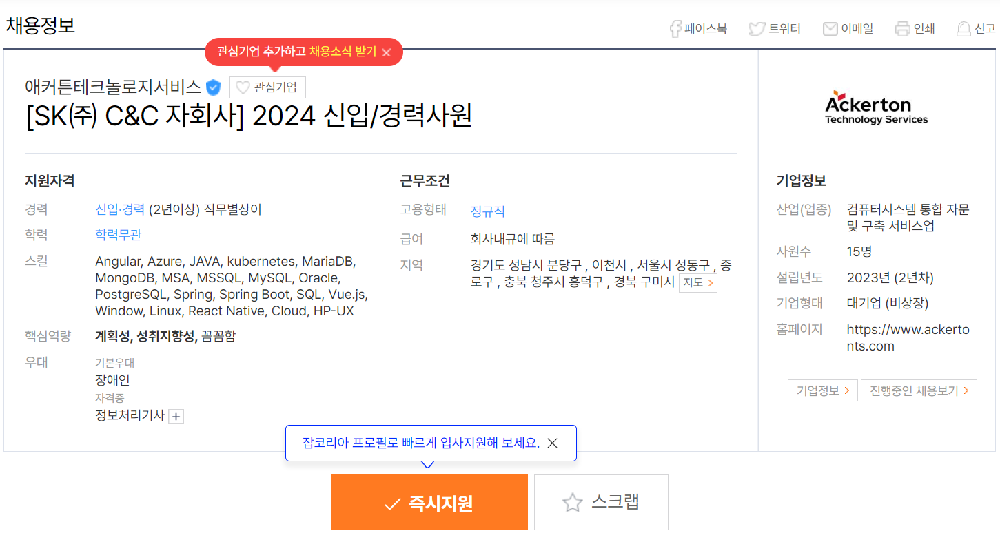 채용정보
페이스북 트위터 이메일 인쇄 신고
관심기업 추가하고 채용소식 받기
애커튼테크놀로지서비스 관심기업
[SK㈜ C&C 자회사] 2024 신입/경력사원
지원자격
경력 신입·경력 (2년이상) 직무별상이
학력 학력무관
스킬 Angular, Azure, JAVA, kubernetes, MariaDB,
MongoDB, MSA, MSSQL, MySQL, Oracle,
PostgreSQL, Spring, Spring Boot, SQL, Vue.js,
Window, Linux, React Native, Cloud, HP-UX
핵심역량 계획성, 성취지향성, 꼼꼼함
우대 기본우대
장애인
자격증
정보처리기사 +
근무조건
고용형태 정규직
급여 회사내규에 따름
지역 경기도 성남시 분당구 , 이천시 , 서울시 성동구 , 종
로구 , 충북 청주시 흥덕구 , 경북 구미시 지도 >
Ackerton
Technology Services
기업정보
산업(업종) 컴퓨터시스템 통합 자문
및 구축 서비스업
사원수 15명
설립년도 2023년 (2년차)
기업형태 대기업 (비상장)
홈페이지 https://www.ackerto
nts.com
기업정보 > 진행중인 채용보기 >
잡코리아 프로필로 빠르게 입사지원해 보세요.
즉시지원 스크랩